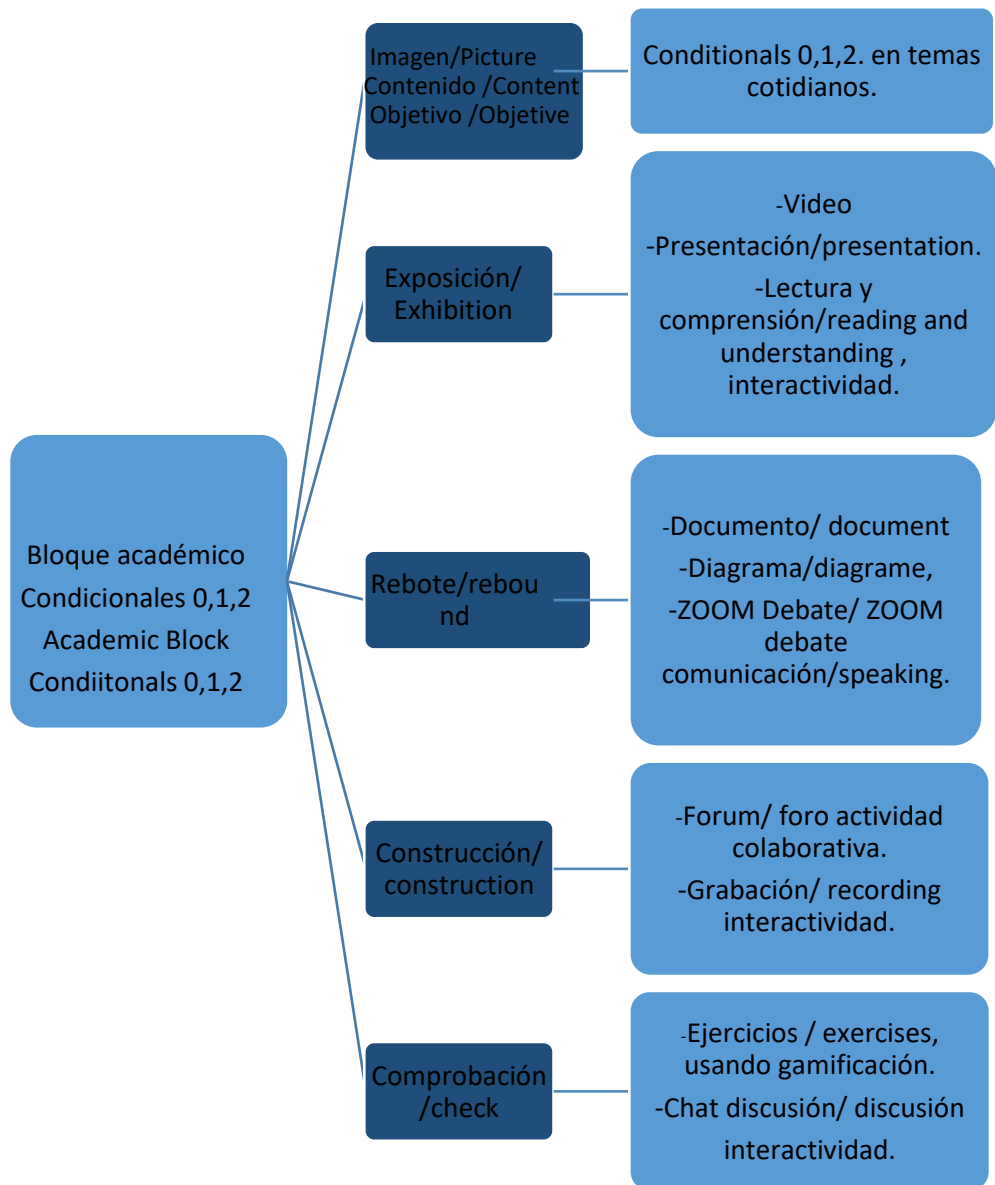 Imagen/Picture
Contenido /Content
Objetivo /Objetive
Conditionals 0,1,2. en temas
cotidianos.
Exposición/
Exhibition
-Video
-Presentación/presentation.
-Lectura y
comprensión/reading and
understanding ,
interactividad.
Bloque académico
Condicionales 0,1,2
Academic Block
Condiitonals 0,1,2
Rebote/rebou
nd
-Documento/ document
-Diagrama/diagrame,
-ZOOM Debate/ ZOOM
debate
comunicación/speaking.
Construcción/
construction
-Forum/ foro actividad
colaborativa.
-Grabación/ recording
interactividad.
Comprobación
/check
-Ejercicios / exercises,
usando gamificación.
-Chat discusión/ discusión
interactividad.